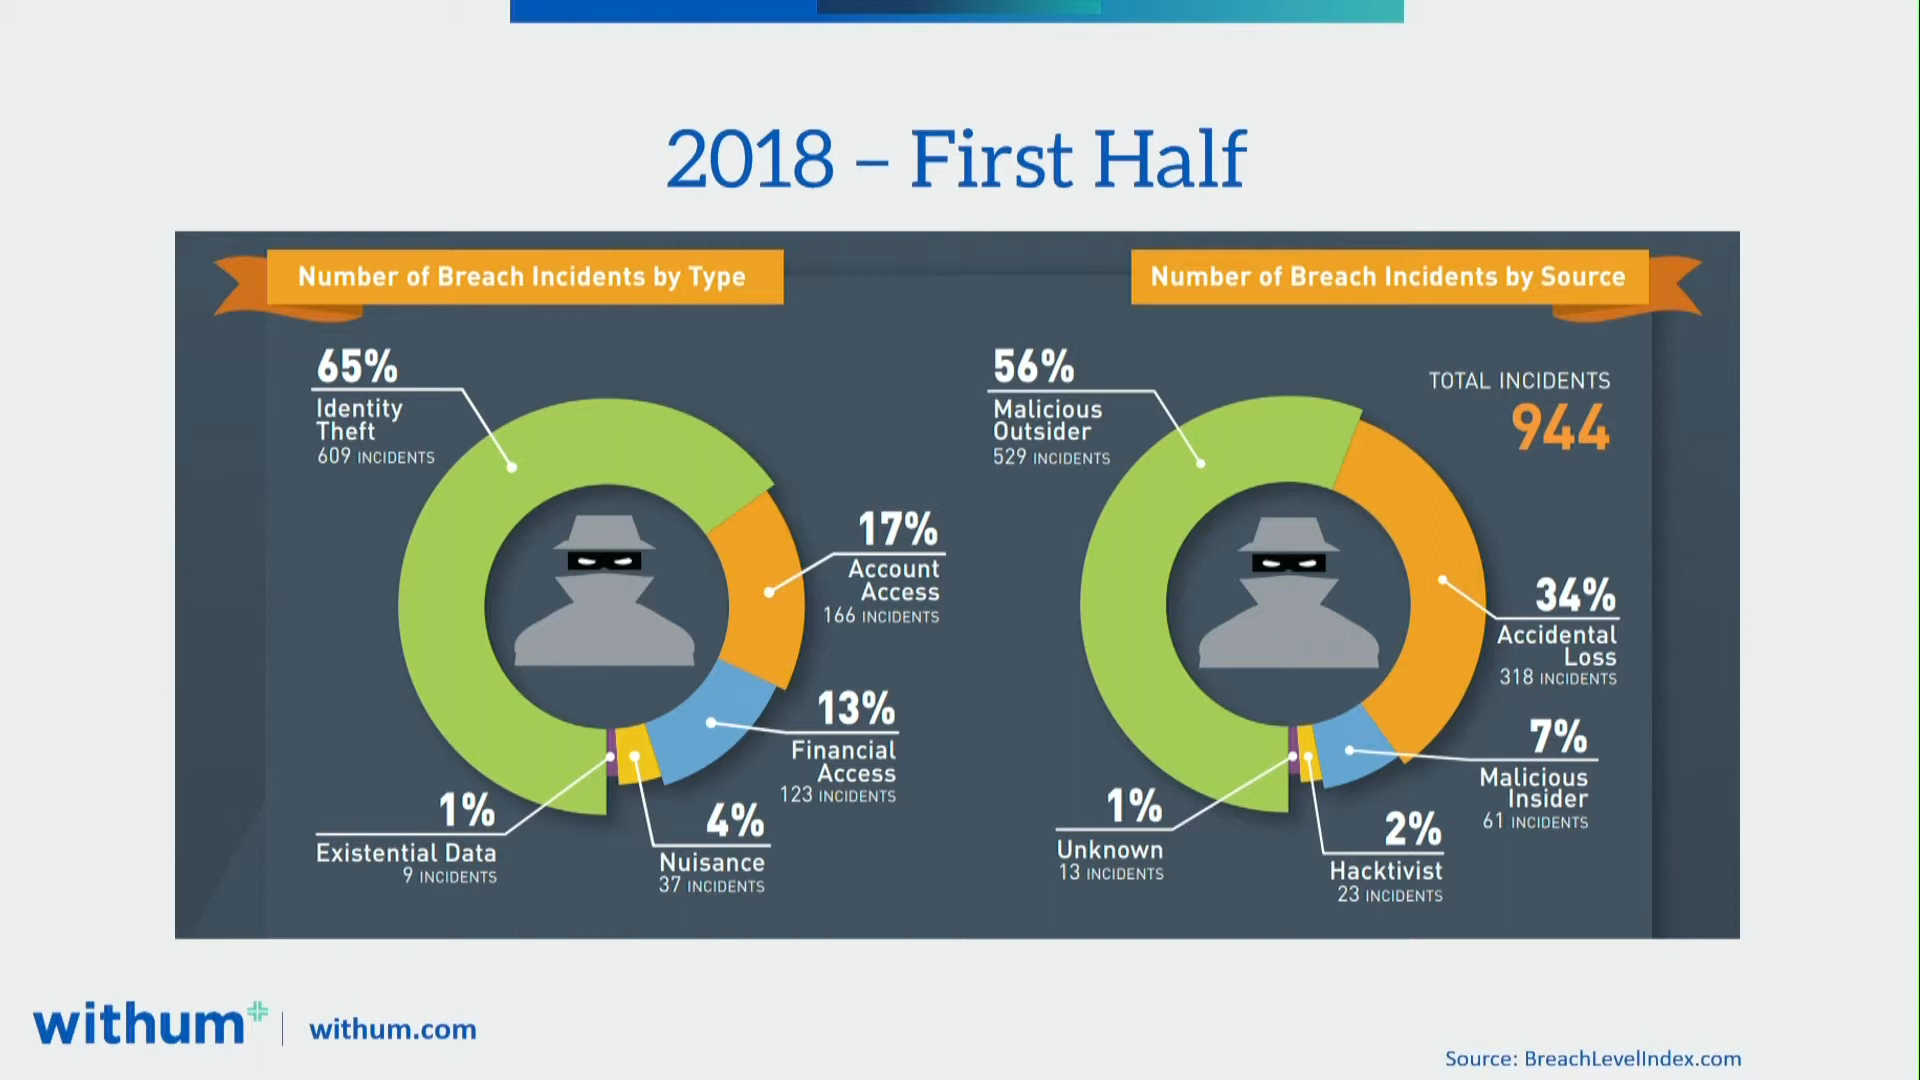 2018 – First Half
Number of Breach Incidents by Type
65%
Identity
Theft
609 INCIDENTS
17%
Account
Access
166 INCIDENTS
13%
Financial
Access
123 INCIDENTS
4%
Nuisance
37 INCIDENTS
1%
Existential Data
9 INCIDENTS
Number of Breach Incidents by Source
TOTAL INCIDENTS
944
56%
Malicious
Outsider
529 INCIDENTS
34%
Accidental
Loss
318 INCIDENTS
7%
Malicious
Insider
61 INCIDENTS
2%
Hacktivist
23 INCIDENTS
1%
Unknown
13 INCIDENTS
withum+ | withum.com
Source: BreachLevelIndex.com